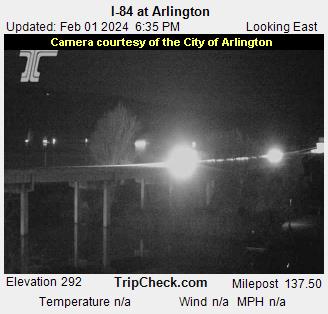 I-84 at Arlington
Updated: Feb 01 2024 6:35 PM Looking East
Camera courtesy of the City of Arlington
Elevation 292 TripCheck.com Milepost 137.50
Temperature n/a Wind n/a MPH n/a